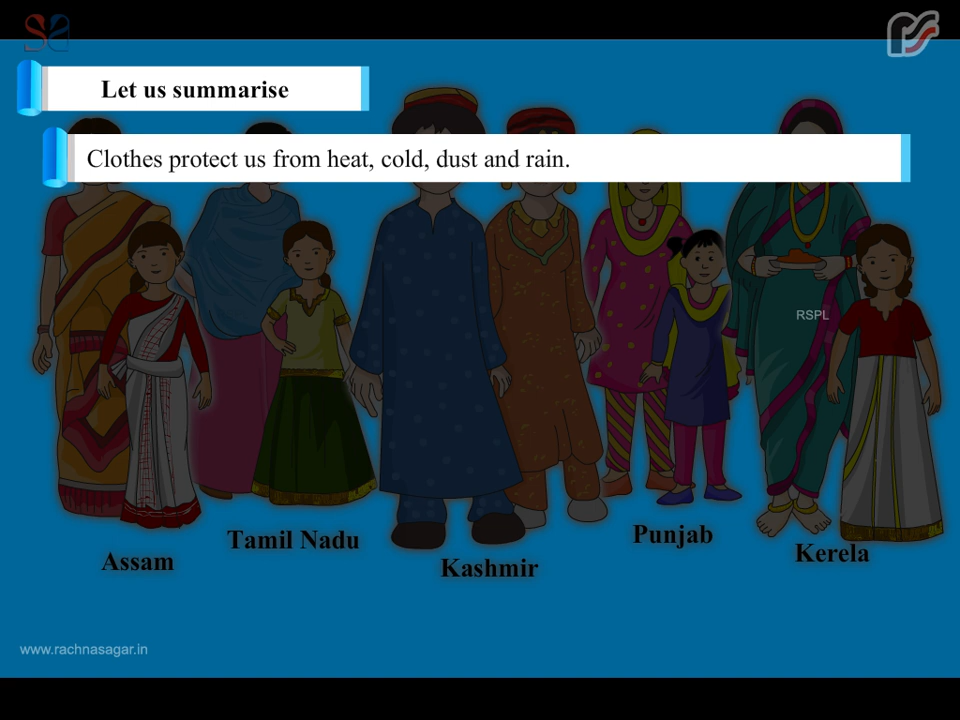 Let us summarise
Clothes protect us from heat, cold, dust and rain.
RSPL
Tamil Nadu
Punjab
Assam
Kashmir
Kerela
www.rachnasagar.in